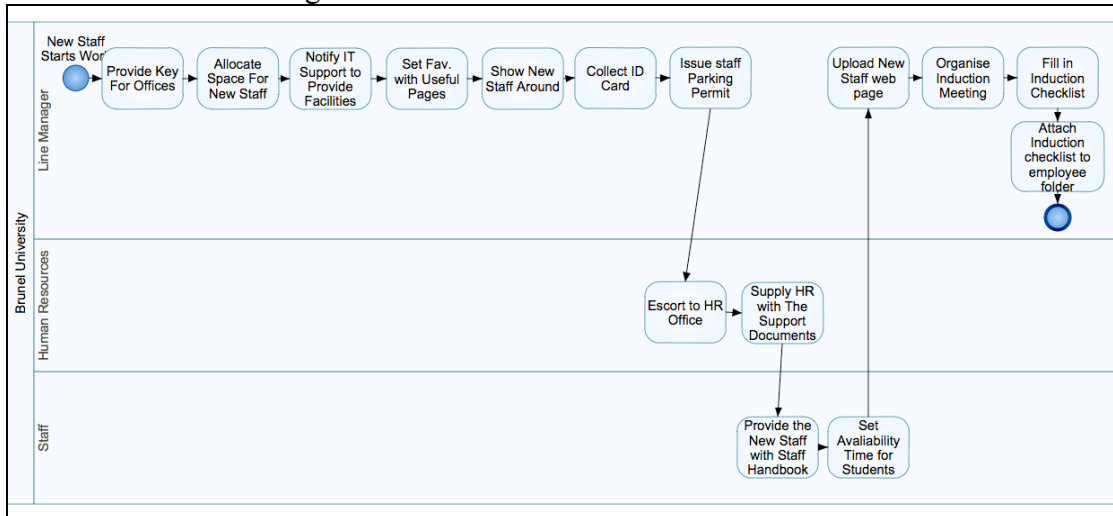 Brunel University
Line Manager
New Staff
Starts Work
Provide Key
For Offices
Allocate
Space For
New Staff
Notify IT
Support to
Provide
Facilities
Set Fav.
with Useful
Pages
Show New
Staff Around
Collect ID
Card
Issue staff
Parking
Permit
Upload New
Staff web
page
Organise
Induction
Meeting
Fill in
Induction
Checklist
Attach
Induction
checklist to
employee
folder
Human Resources
Escort to HR
Office
Supply HR
with The
Support
Documents
Staff
Provide the
New Staff
with Staff
Handbook
Set
Avaliability
Time for
Students